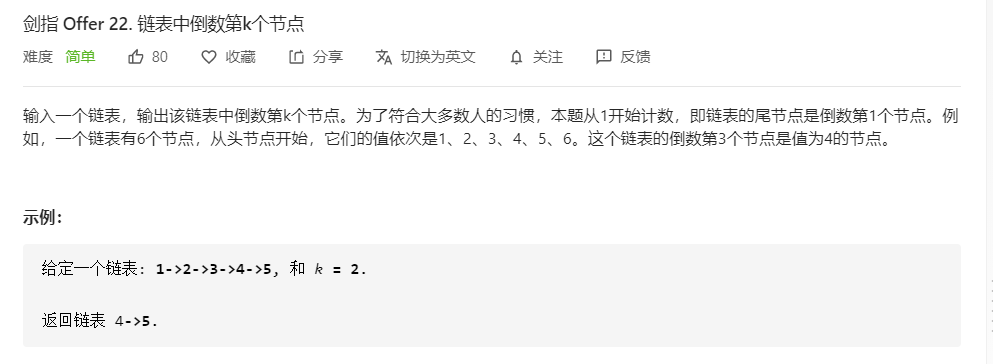 剑指 Offer 22. 链表中倒数第k个节点
难度 简单 80 收藏 分享 切换为英文 关注 反馈
输入一个链表，输出该链表中倒数第k个节点。为了符合大多数人的习惯，本题从1开始计数，即链表的尾节点是倒数第1个节点。例
如，一个链表有6个节点，从头节点开始，它们的值依次是1、2、3、4、5、6。这个链表的倒数第3个节点是值为4的节点。
示例：
给定一个链表: 1->2->3->4->5, 和 k = 2.
返回链表 4->5.